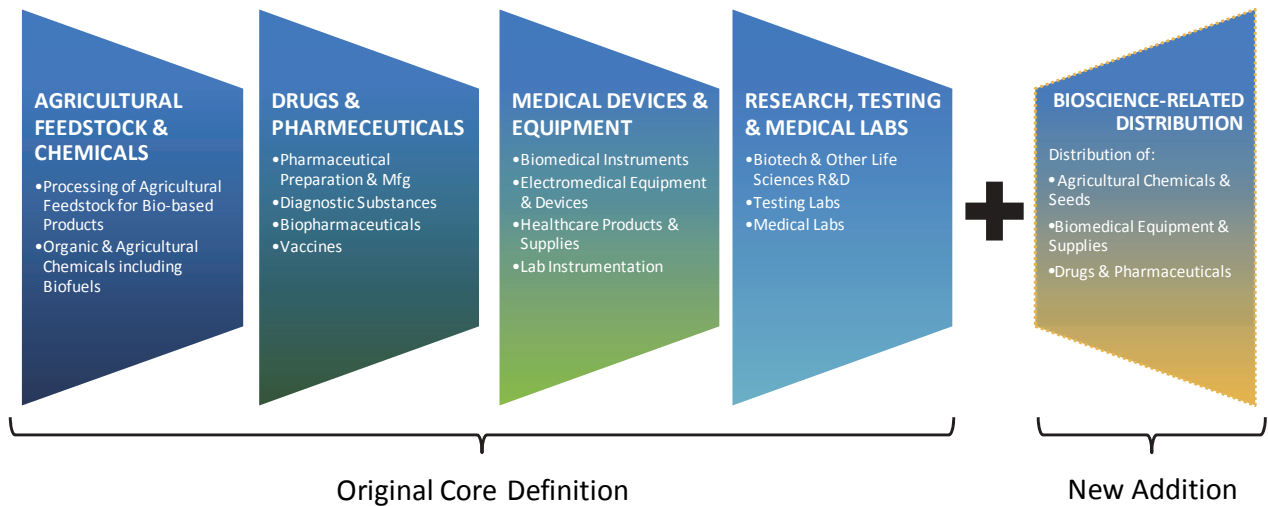 AGRICULTURAL
FEEDSTOCK &
CHEMICALS
•Processing of Agricultural
Feedstock for Bio-based
Products
•Organic & Agricultural
Chemicals including
Biofuels
DRUGS &
PHARMECEUTICALS
•Pharmaceutical
Preparation & Mfg
•Diagnostic Substances
•Biopharmaceuticals
•Vaccines
MEDICAL DEVICES &
EQUIPMENT
•Biomedical Instruments
•Electromedical Equipment
& Devices
•Healthcare Products &
Supplies
•Lab Instrumentation
RESEARCH, TESTING
& MEDICAL LABS
•Biotech & Other Life
Sciences R&D
•Testing Labs
•Medical Labs
BIOSCIENCE-RELATED
DISTRIBUTION
Distribution of:
•Agricultural Chemicals &
Seeds
•Biomedical Equipment &
Supplies
•Drugs & Pharmaceuticals
Original Core Definition
New Addition